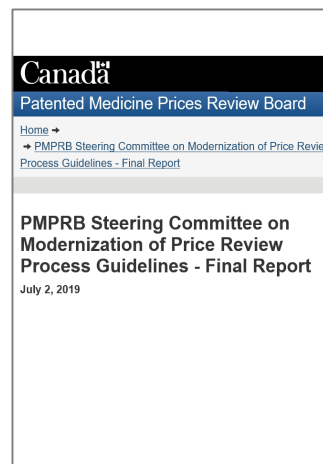 Canada
Patented Medicine Prices Review Board
Home ➔
➔ PMPRB Steering Committee on Modernization of Price
Process Guidelines - Final Report
PMPRB Steering Committee on
Modernization of Price Review
Process Guidelines - Final Report
July 2, 2019